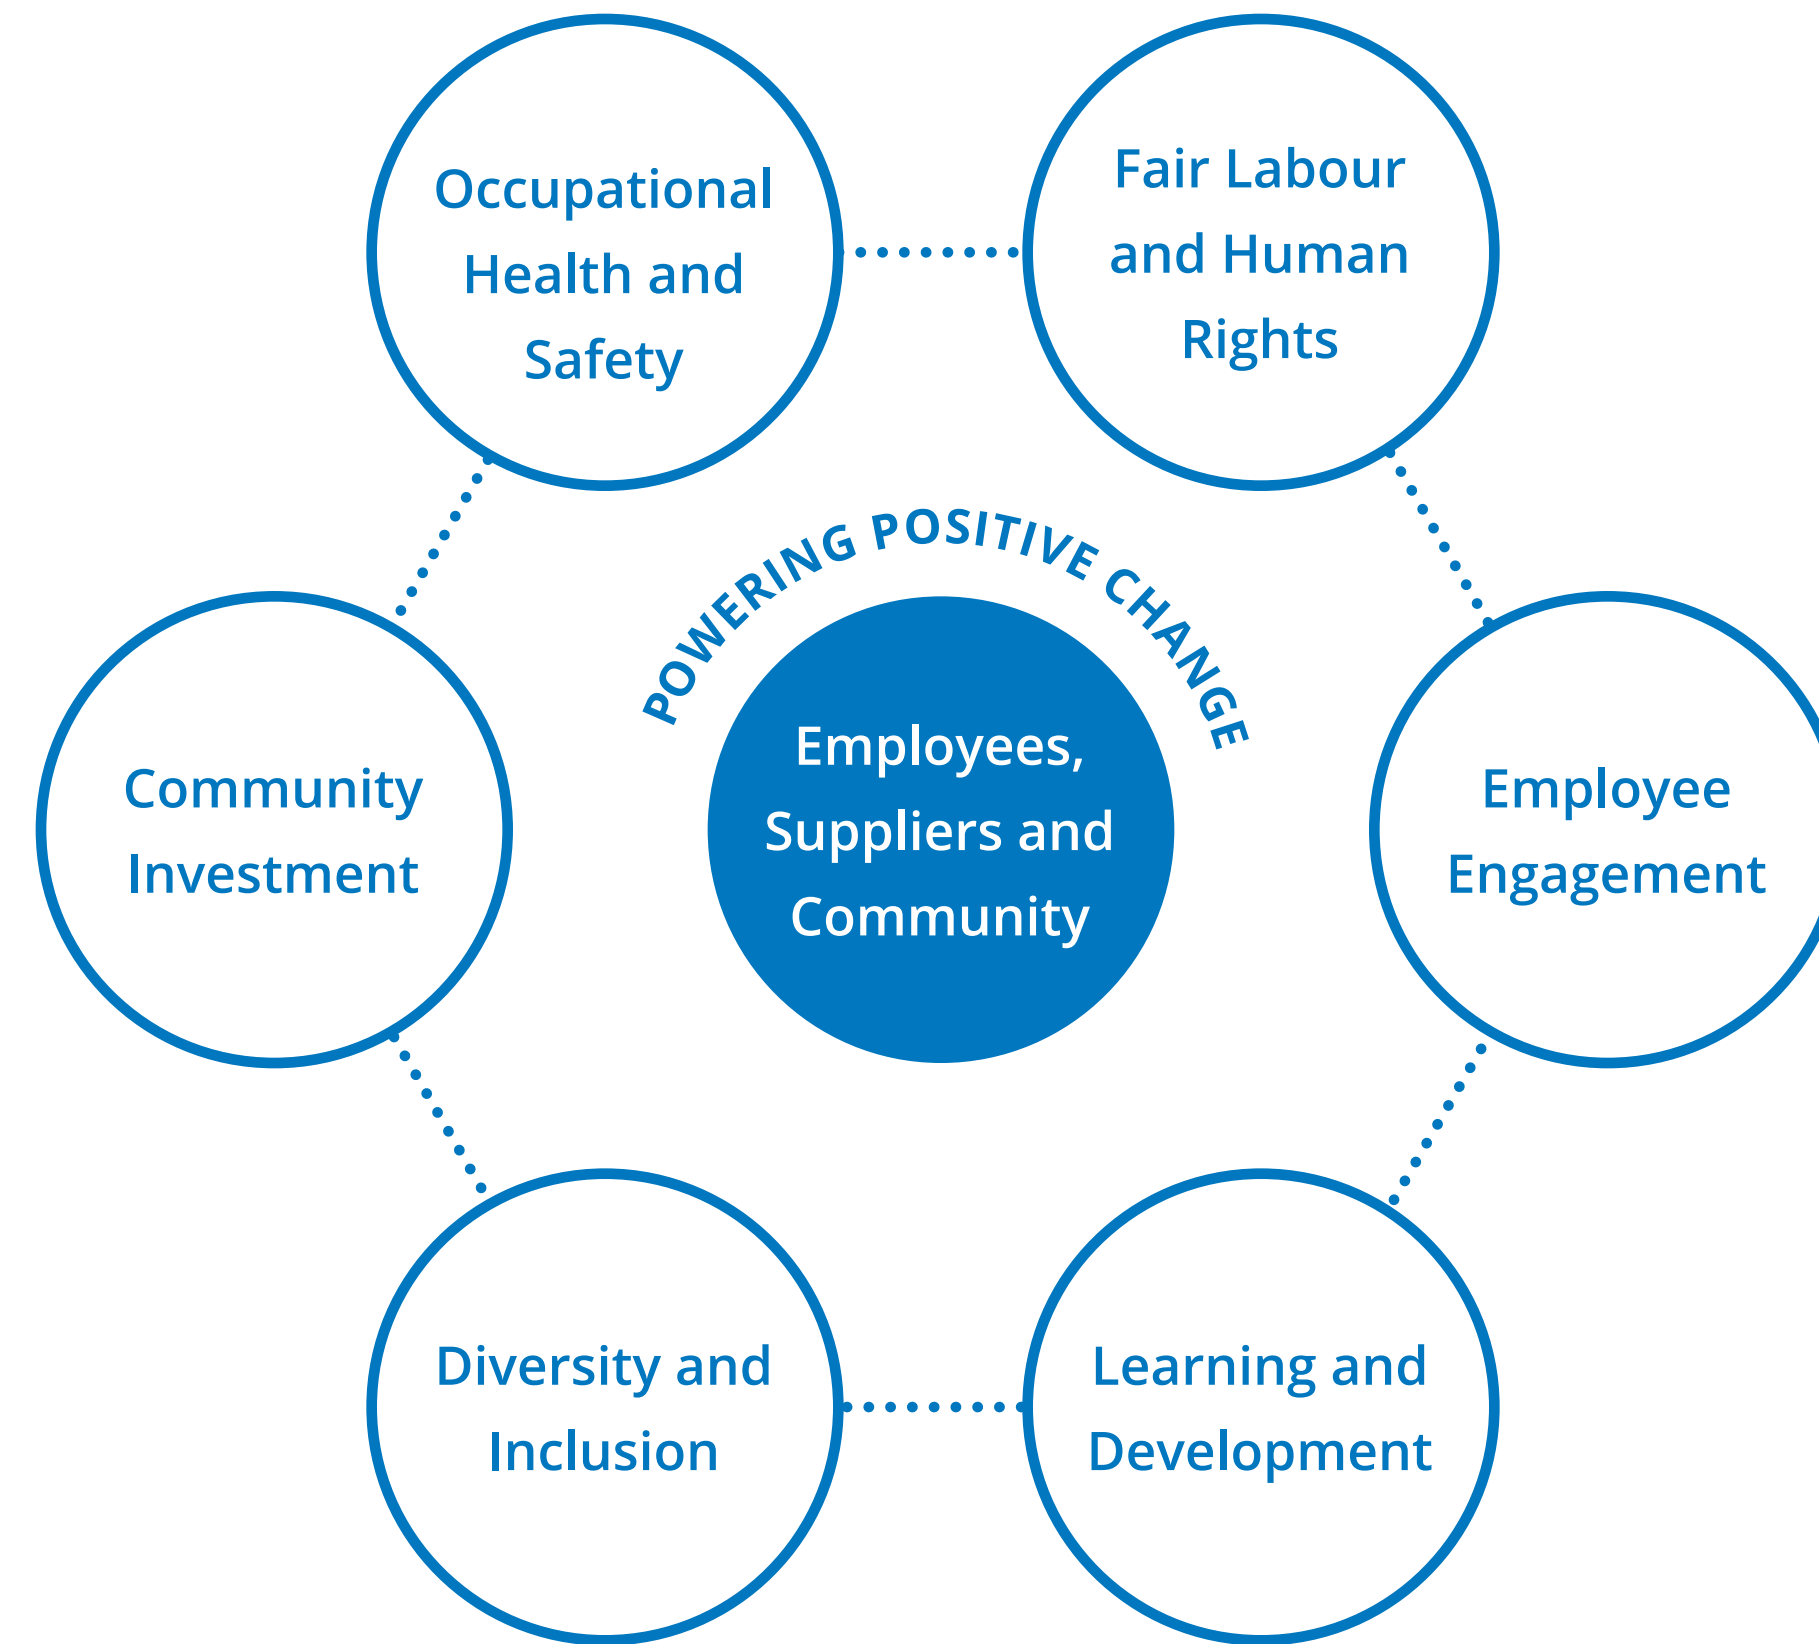 Occupational
Health and
Safety
Fair Labour
and Human
Rights
POWERING POSITIVE CHANGE
Employees,
Suppliers and
Community
Community
Investment
Employee
Engagement
Diversity and
Inclusion
Learning and
Development